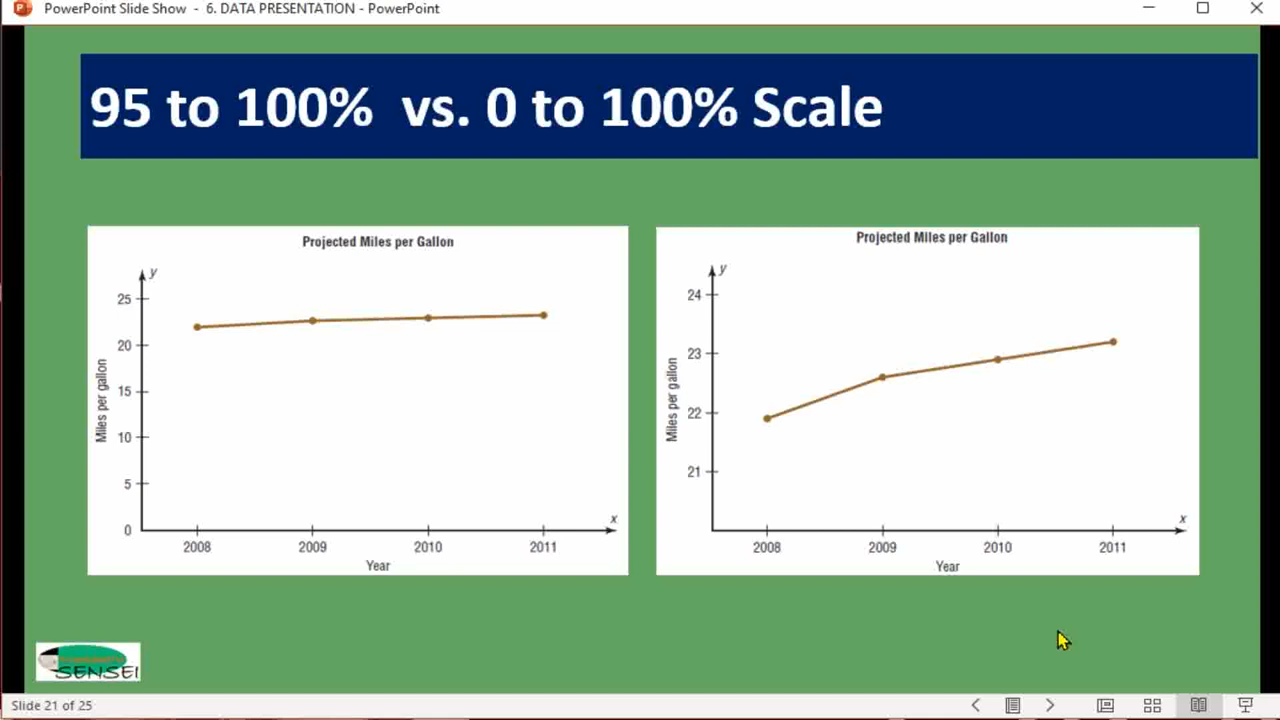 PowerPoint Slide Show - 6. DATA PRESENTATION - PowerPoint
95 to 100% vs. 0 to 100% Scale
Projected Miles per Gallon
y
25
20
15
10
5
0
Miles per gallon
2008 2009 2010 2011
x
Year
Projected Miles per Gallon
y
24
23
22
21
Miles per gallon
2008 2009 2010 2011
x
Year
SENSEI
Slide 21 of 25